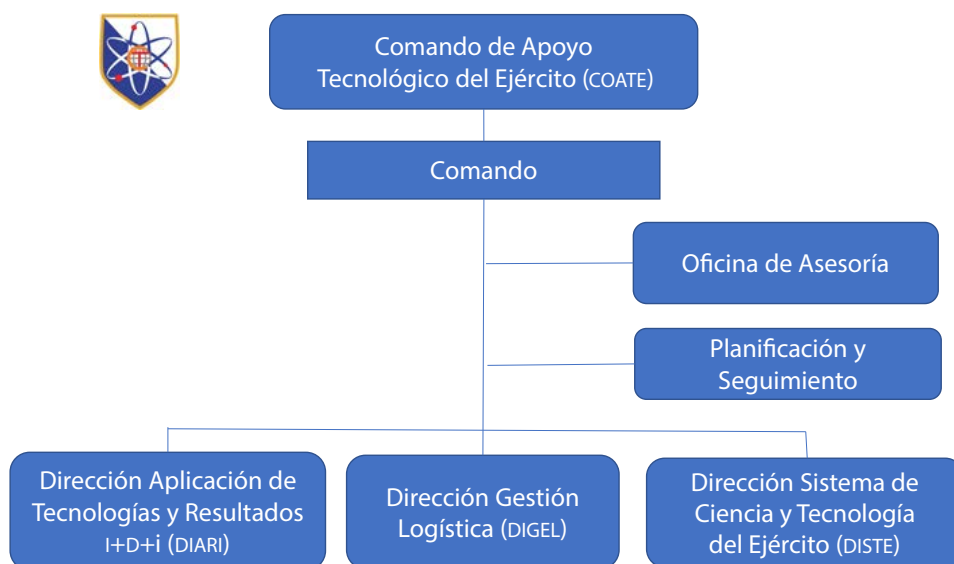 Comando de Apoyo
Tecnológico del Ejército (COATE)
Comando
Oficina de Asesoría
Planificación y
Seguimiento
Dirección Aplicación de
Tecnologías y Resultados
I+D+i (DIARI)
Dirección Gestión
Logística (DIGEL)
Dirección Sistema de
Ciencia y Tecnología
del Ejército (DISTE)